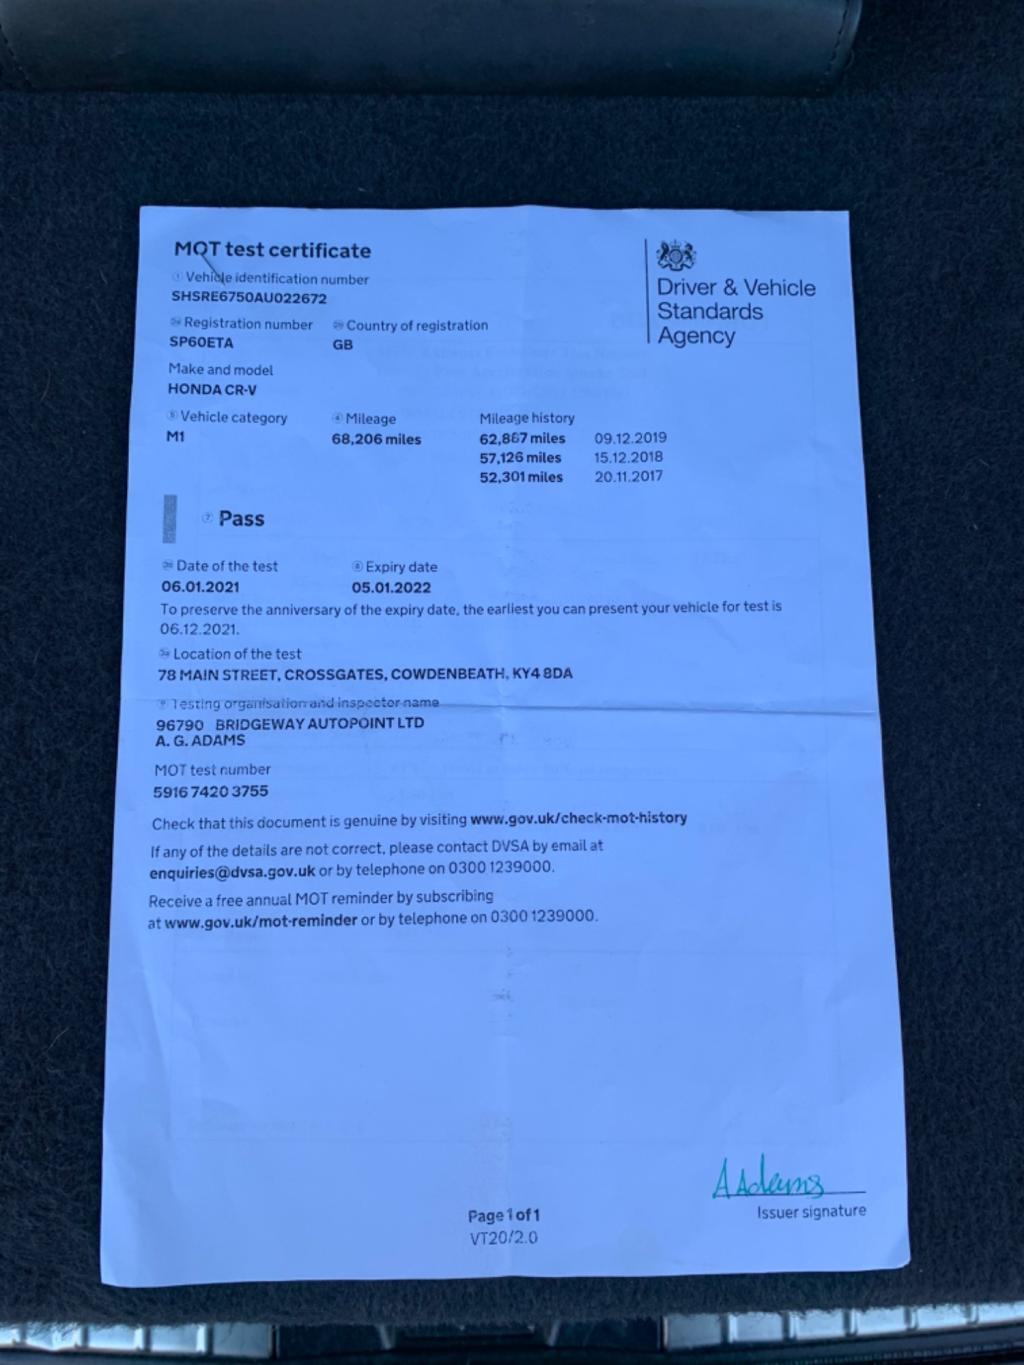 MOT test certificate
① Vehicle identification number
SHSRE6750AU022672
Registration number Country of registration
SP60ETA GB
Make and model
HONDA CR-V
⑤ Vehicle category ④ Mileage Mileage history
M1 68,206 miles 62,867 miles 09.12.2019
57,126 miles 15.12.2018
52,301 miles 20.11.2017
⑦ Pass
Date of the test ⑧ Expiry date
06.01.2021 05.01.2022
To preserve the anniversary of the expiry date, the earliest you can present your vehicle for test is
06.12.2021.
Location of the test
78 MAIN STREET, CROSSGATES, COWDENBEATH, KY4 8DA
⑨ Testing organisation and inspector name
96790 BRIDGEWAY AUTOPOINT LTD
A. G. ADAMS
MOT test number
5916 7420 3755
Check that this document is genuine by visiting www.gov.uk/check-mot-history
If any of the details are not correct, please contact DVSA by email at
enquiries@dvsa.gov.uk or by telephone on 0300 1239000.
Receive a free annual MOT reminder by subscribing
at www.gov.uk/mot-reminder or by telephone on 0300 1239000.
Driver & Vehicle
Standards
Agency
A Adams
Issuer signature
Page 1 of 1
VT20/2.0